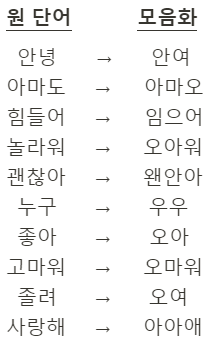 원 단어 모음화
안녕 → 안여
아마도 → 아마오
힘들어 → 임으어
놀라워 → 오아워
괜찮아 → 왠안아
누구 → 우우
좋아 → 오아
고마워 → 오마워
졸려 → 오여
사랑해 → 아아애